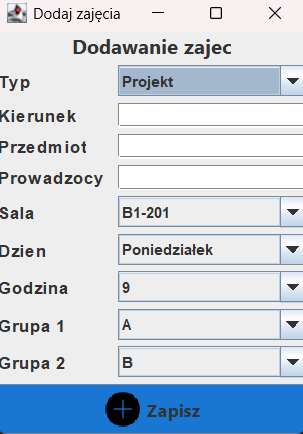 Dodaj zajęcia
Dodawanie zajec
Typ Projekt
Kierunek
Przedmiot
Prowadzocy
Sala B1-201
Dzien Poniedziałek
Godzina 9
Grupa 1 A
Grupa 2 B
Zapisz